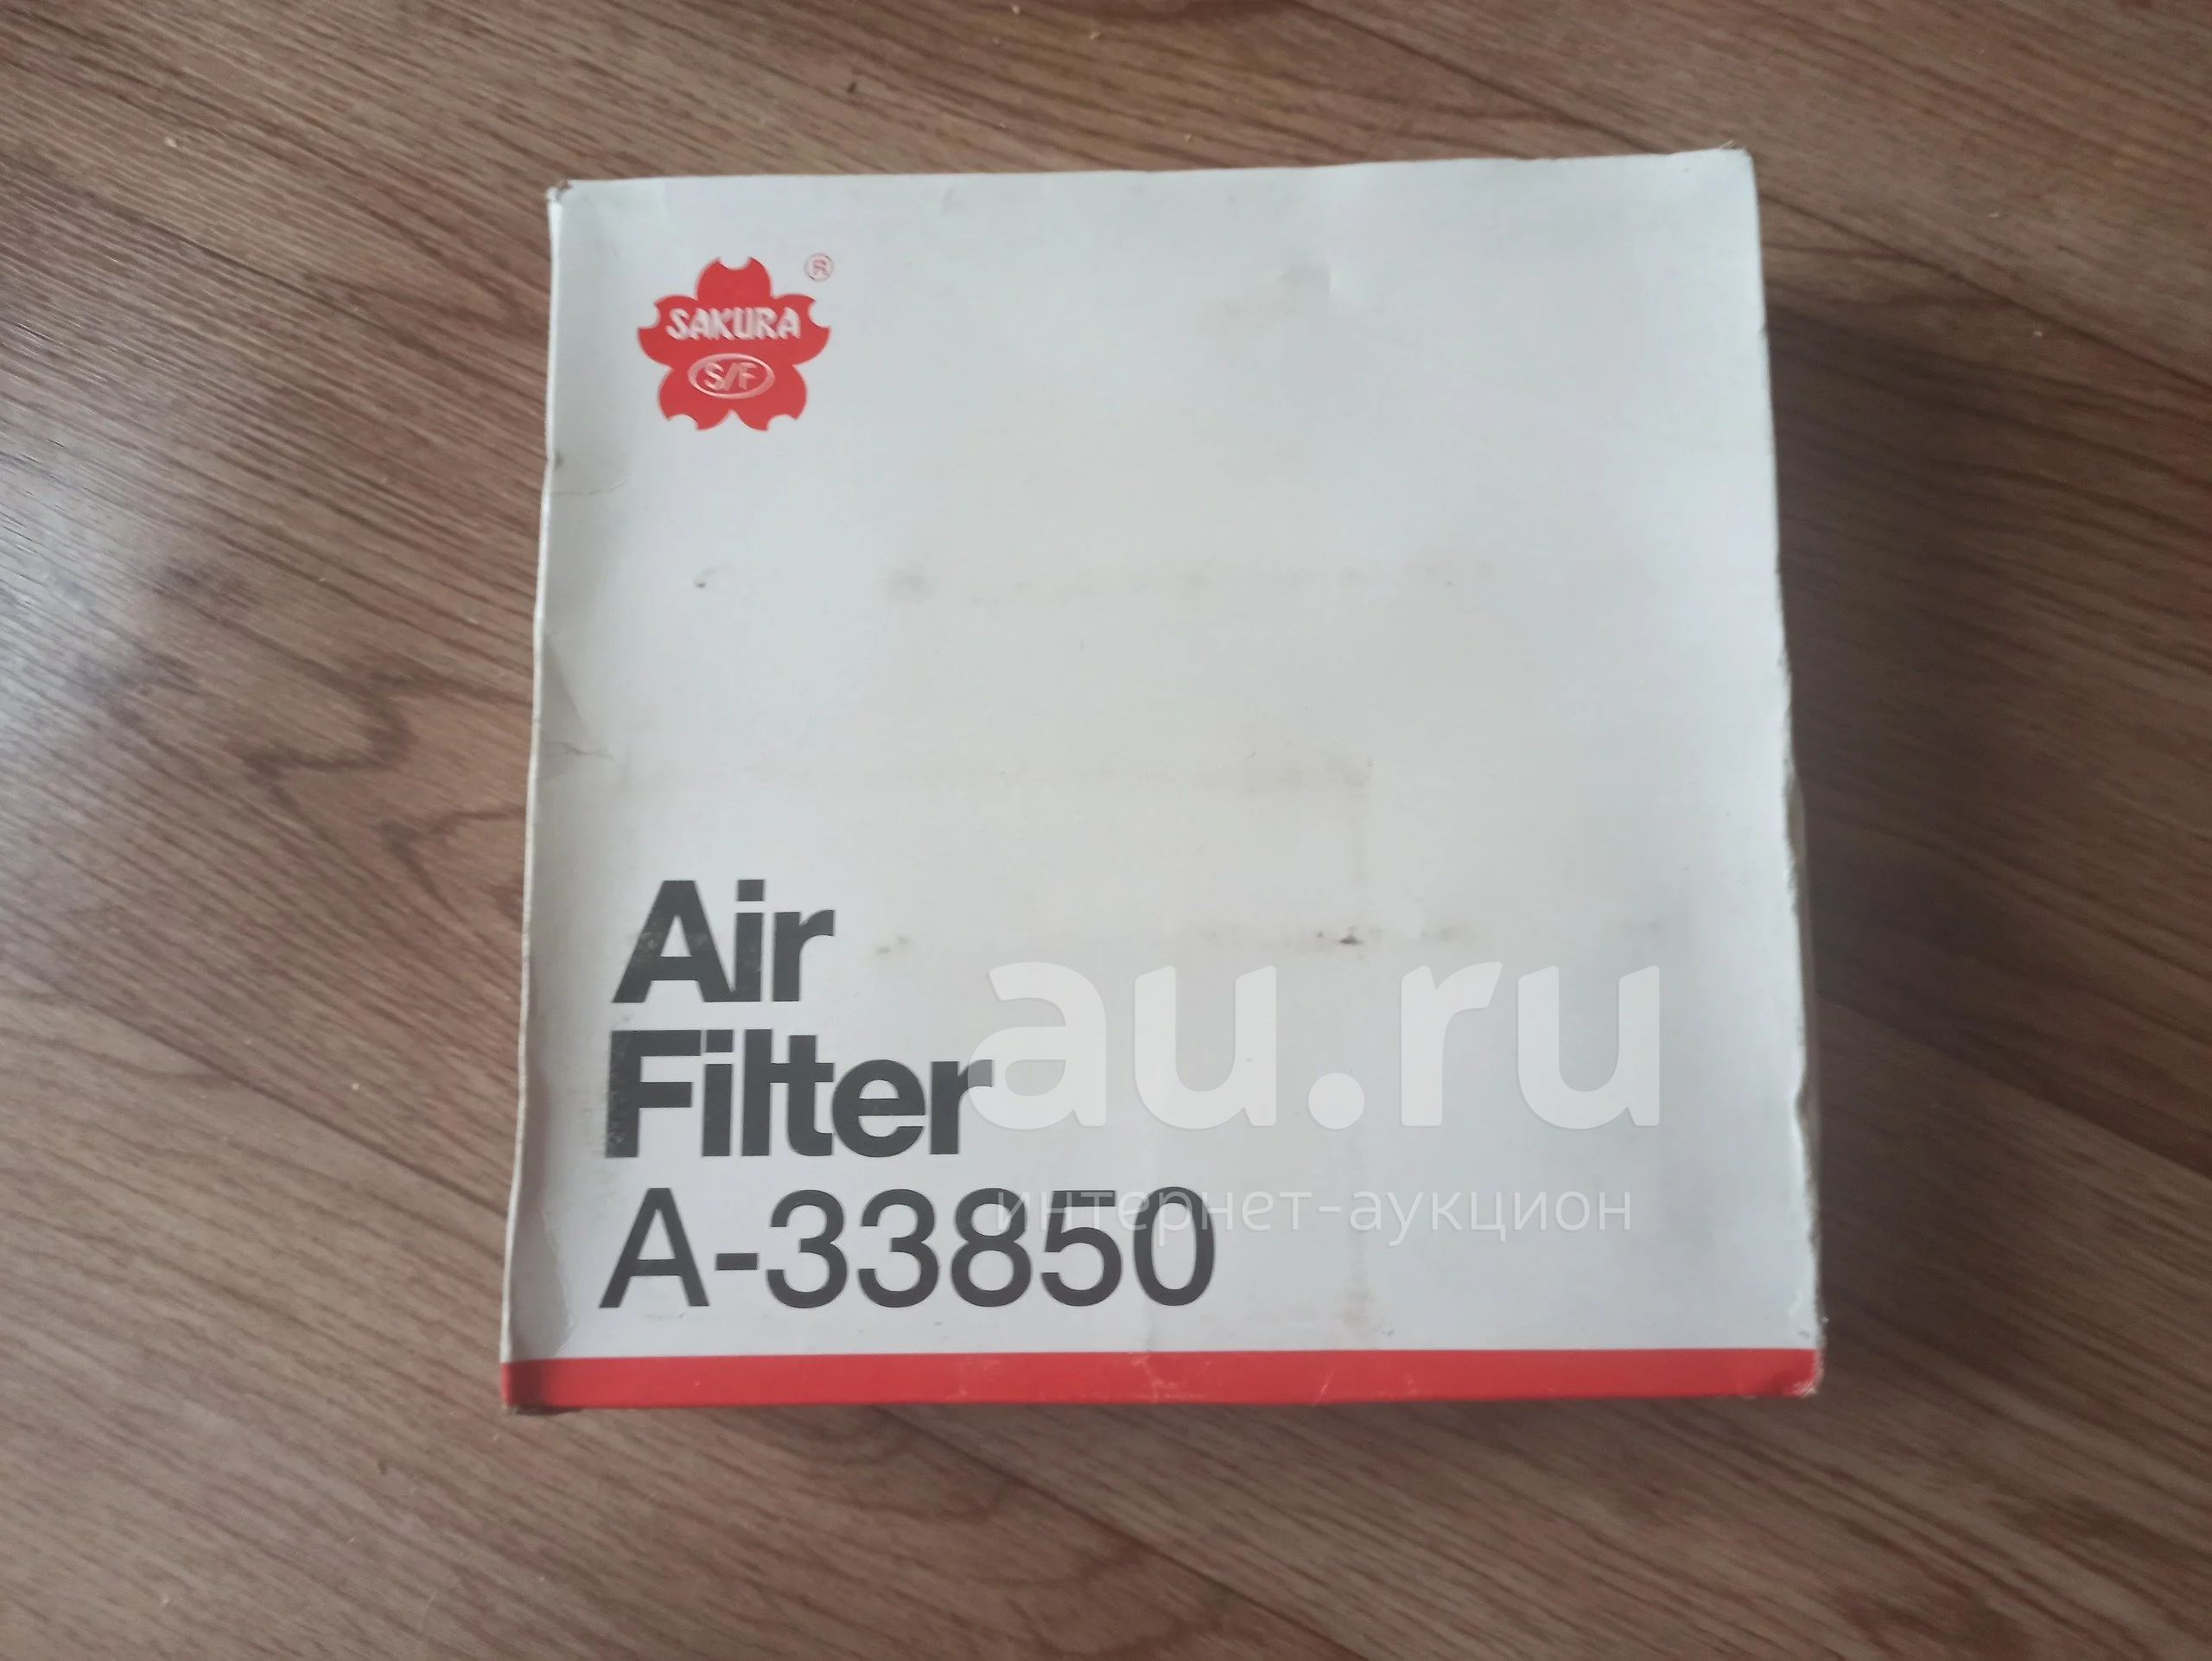 SAKURA ®
S/F
Air
Filter
A-33850
au.ru
интернет-аукцион